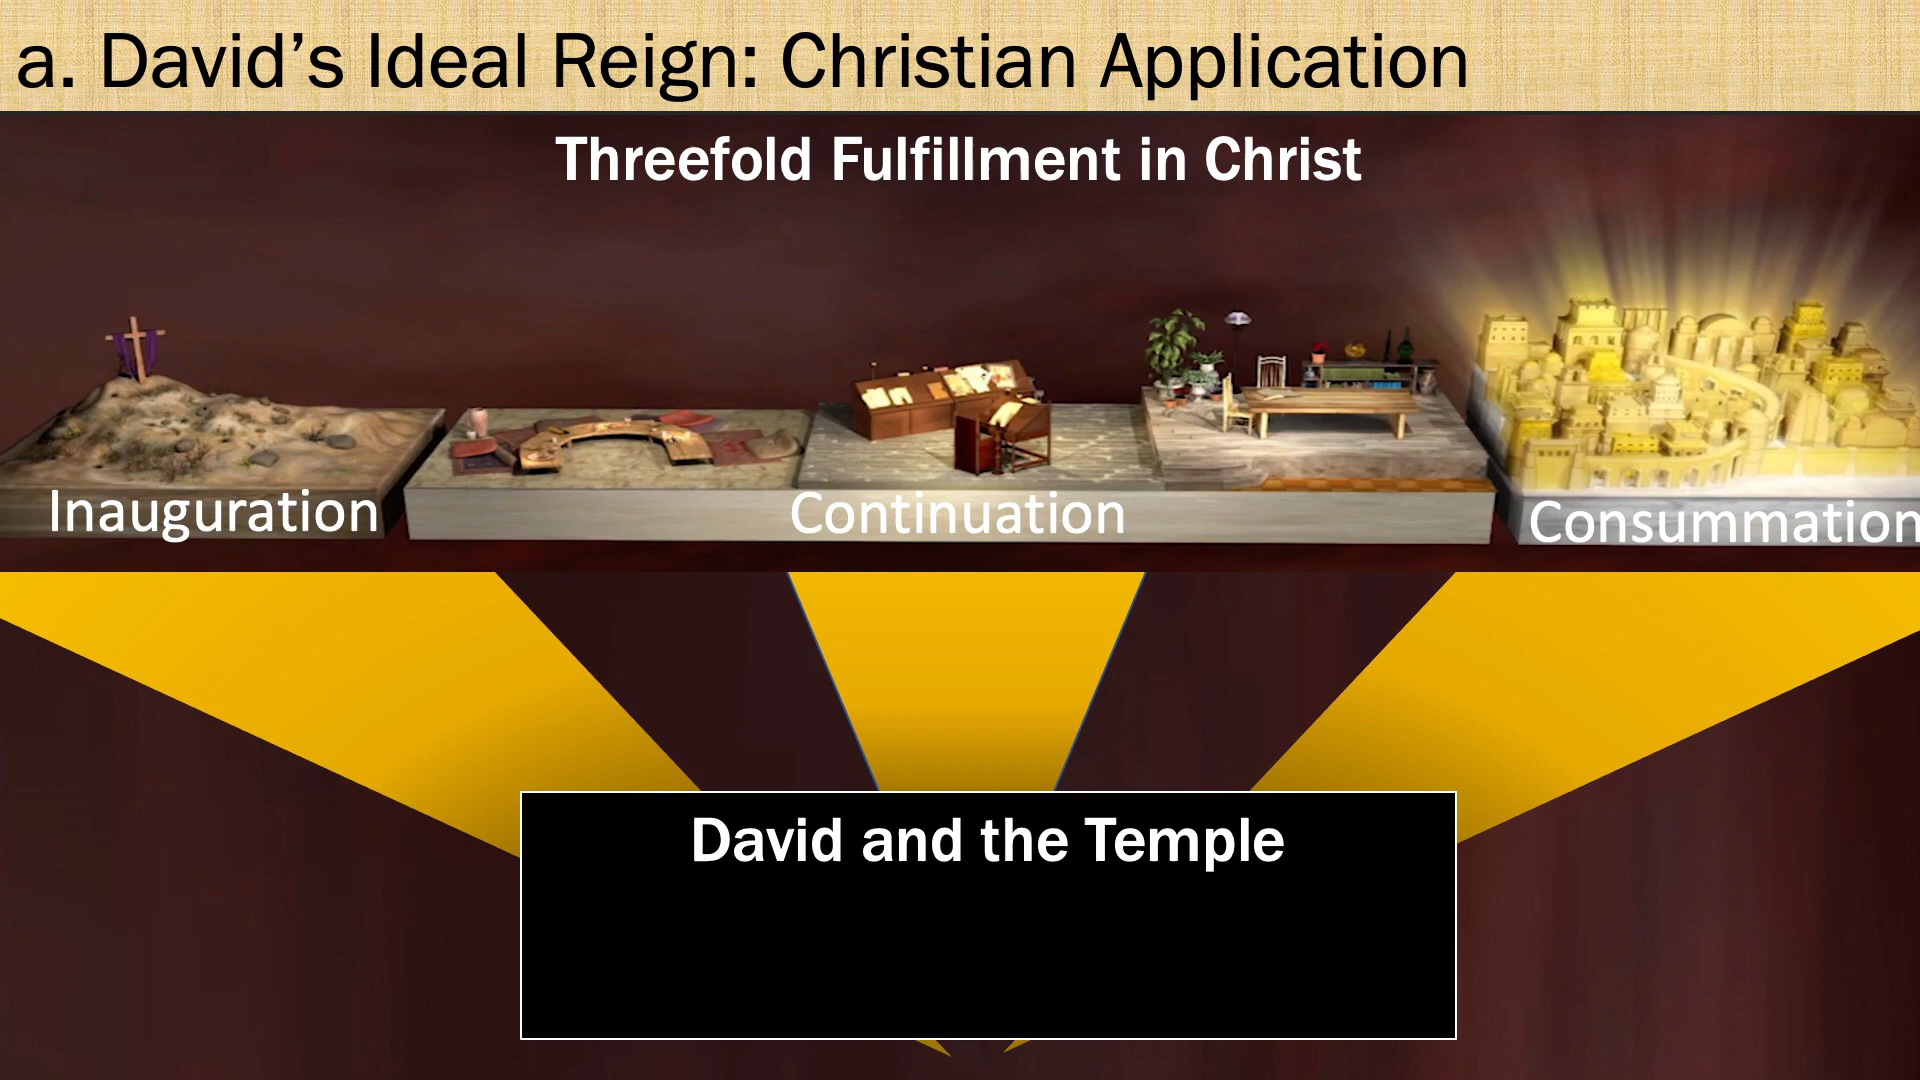 a. David’s Ideal Reign: Christian Application
Threefold Fulfillment in Christ
Inauguration
Continuation
Consummation
David and the Temple